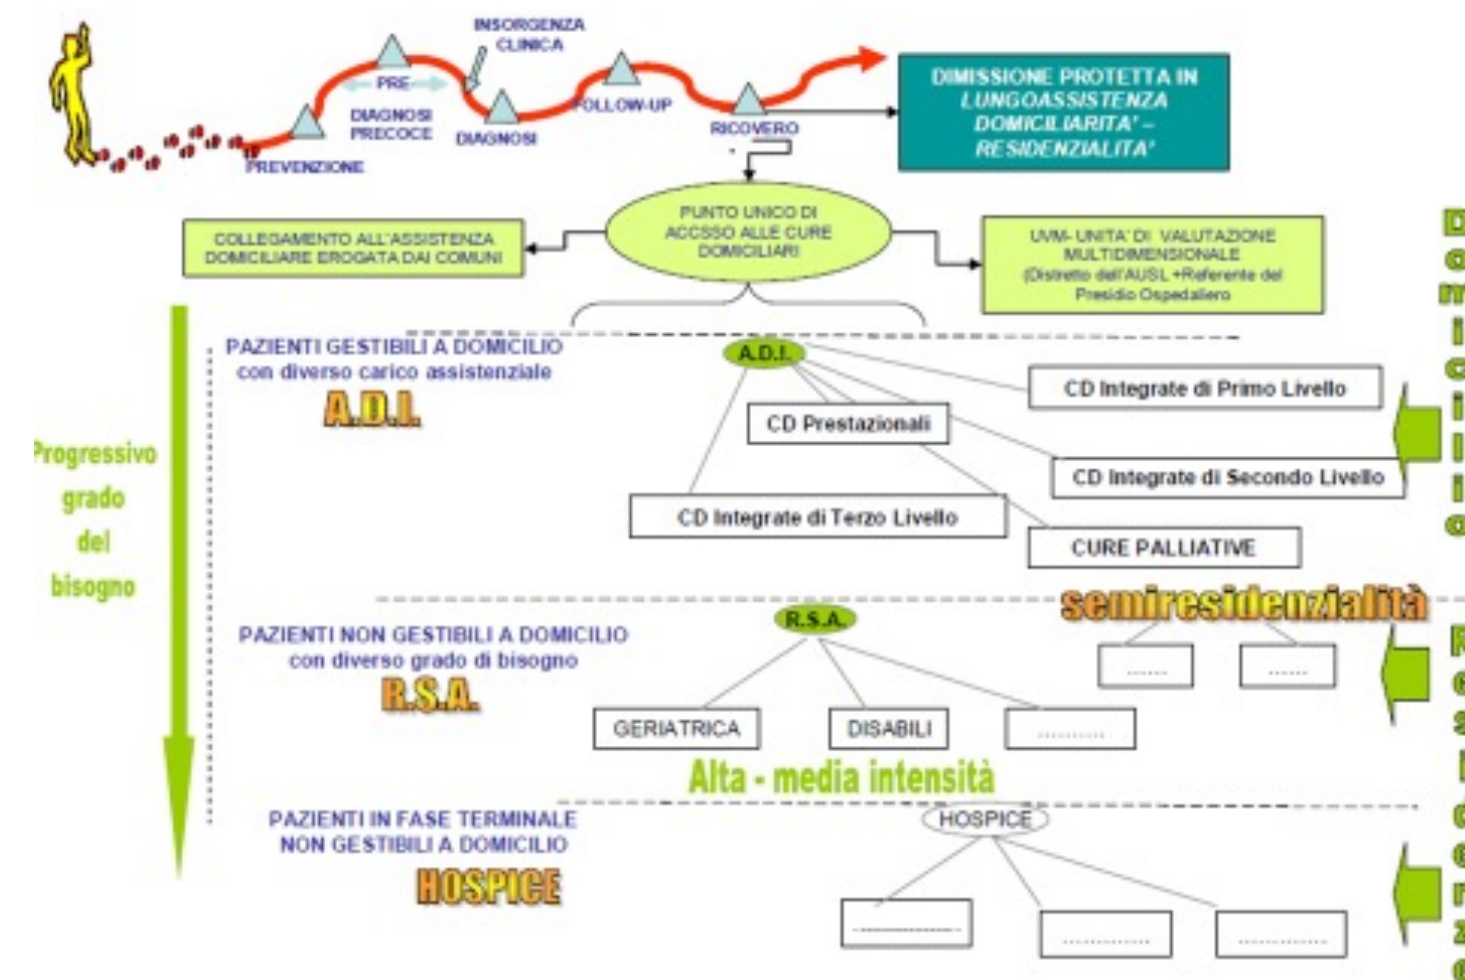 INSORGENZA
CLINICA
PRE
DIAGNOSI
PRECOCE
PREVENZIONE
DIAGNOSI
FOLLOW-UP
RICOVERO
DIMISSIONE PROTETTA IN
LUNGOASSISTENZA
DOMICILIARITA' –
RESIDENZIALITA'
COLLEGAMENTO ALL'ASSISTENZA
DOMICILIARE EROGATA DAI COMUNI
PUNTO UNICO DI
ACCSSO ALLE CURE
DOMICILIARI
UVM- UNITA' DI VALUTAZIONE
MULTIDIMENSIONALE
(Distretto dell'AUSL +Referente del
Presidio Ospedaliero
Domicilio
Progressivo
grado
del
bisogno
PAZIENTI GESTIBILI A DOMICILIO
con diverso carico assistenziale
A.D.I.
A.D.I.
CD Integrate di Primo Livello
CD Prestazionali
CD Integrate di Secondo Livello
CD Integrate di Terzo Livello
CURE PALLIATIVE
semiresidenzialità
......
......
PAZIENTI NON GESTIBILI A DOMICILIO
con diverso grado di bisogno
R.S.A.
R.S.A.
GERIATRICA
DISABILI
..........
Alta - media intensità
Residenz
PAZIENTI IN FASE TERMINALE
NON GESTIBILI A DOMICILIO
HOSPICE
HOSPICE
....................
.............
.............